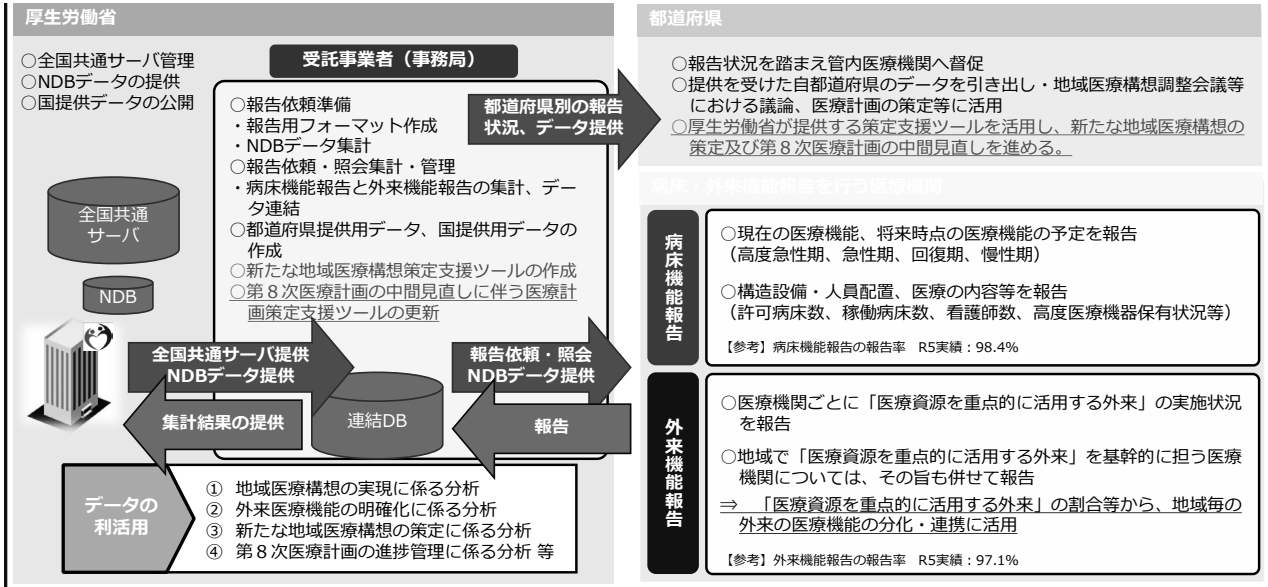 厚生労働省
○全国共通サーバ管理
○NDBデータの提供
○国提供データの公開
全国共通
サーバ
NDB
受託事業者（事務局）
○報告依頼準備
・報告用フォーマット作成
・NDBデータ集計
○報告依頼・照会集計・管理
・病床機能報告と外来機能報告の集計、デー
タ連結
○都道府県提供用データ、国提供用データの
作成
○新たな地域医療構想策定支援ツールの作成
○第８次医療計画の中間見直しに伴う医療計
画策定支援ツールの更新
都道府県別の報告
状況、データ提供
全国共通サーバ提供
NDBデータ提供
集計結果の提供
連結DB
報告依頼・照会
NDBデータ提供
報告
データの
利活用
①　地域医療構想の実現に係る分析
②　外来医療機能の明確化に係る分析
③　新たな地域医療構想の策定に係る分析
④　第８次医療計画の進捗管理に係る分析 等
都道府県
○報告状況を踏まえ管内医療機関へ督促
○提供を受けた自都道府県のデータを引き出し・地域医療構想調整会議等
における議論、医療計画の策定等に活用
○厚生労働省が提供する策定支援ツールを活用し、新たな地域医療構想の
策定及び第８次医療計画の中間見直しを進める。
病床・外来機能報告を行う医療機関
病床機能報告
○現在の医療機能、将来時点の医療機能の予定を報告
（高度急性期、急性期、回復期、慢性期）
○構造設備・人員配置、医療の内容等を報告
（許可病床数、稼働病床数、看護師数、高度医療機器保有状況等）
【参考】病床機能報告の報告率　R5実績：98.4%
外来機能報告
○医療機関ごとに「医療資源を重点的に活用する外来」の実施状況
を報告
○地域で「医療資源を重点的に活用する外来」を基幹的に担う医療
機関については、その旨も併せて報告
⇒　「医療資源を重点的に活用する外来」の割合等から、地域毎の
外来の医療機能の分化・連携に活用
【参考】外来機能報告の報告率　R5実績：97.1%